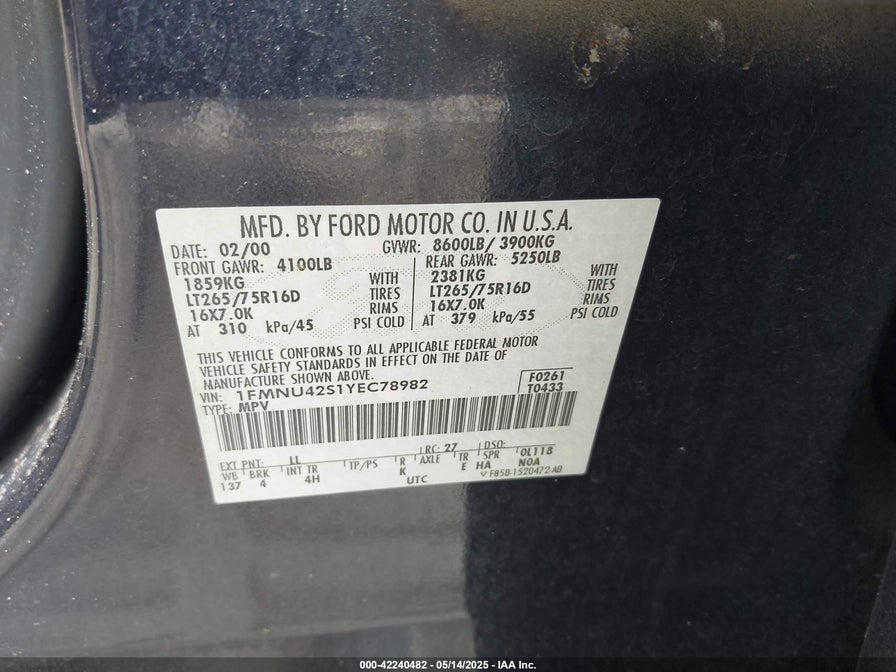 MFD. BY FORD MOTOR CO. IN U.S.A.
DATE: 02/00 GVWR: 8600LB/ 3900KG
FRONT GAWR: 4100LB REAR GAWR: 5250LB
1859KG WITH 2381KG WITH
LT265/75R16D TIRES LT265/75R16D TIRES
16X7.0K RIMS 16X7.0K RIMS
AT 310 kPa/45 PSI COLD AT 379 kPa/55 PSI COLD
THIS VEHICLE CONFORMS TO ALL APPLICABLE FEDERAL MOTOR
VEHICLE SAFETY STANDARDS IN EFFECT ON THE DATE OF
MANUFACTURE SHOWN ABOVE.
VIN: 1FMNU42S1YEC78982 F0261
TYPE: MPV T0433
EXT PNT: LL RC: 27 DSO:
WB BRK INT TR TP/PS R AXLE TR SPR OL118
137 4 4H K E HA NOA
UTC F85B-1520472-AB
000-42240482 - 05/14/2025 - IAA Inc.